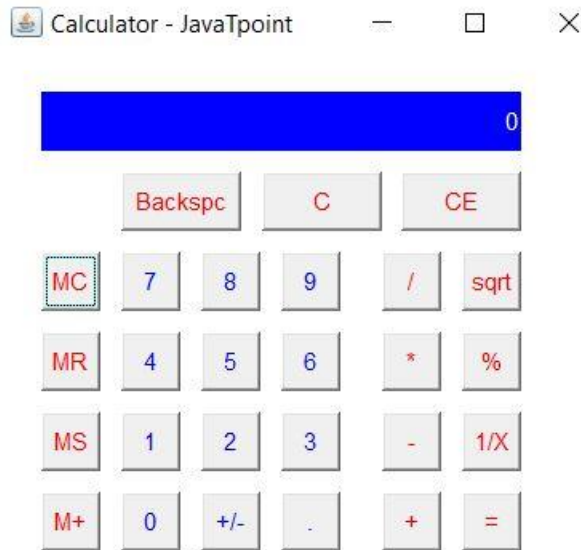 Calculator - JavaTpoint
0
Backspc C CE
MC 7 8 9 / sqrt
MR 4 5 6 * %
MS 1 2 3 - 1/X
M+ 0 +/- . + =